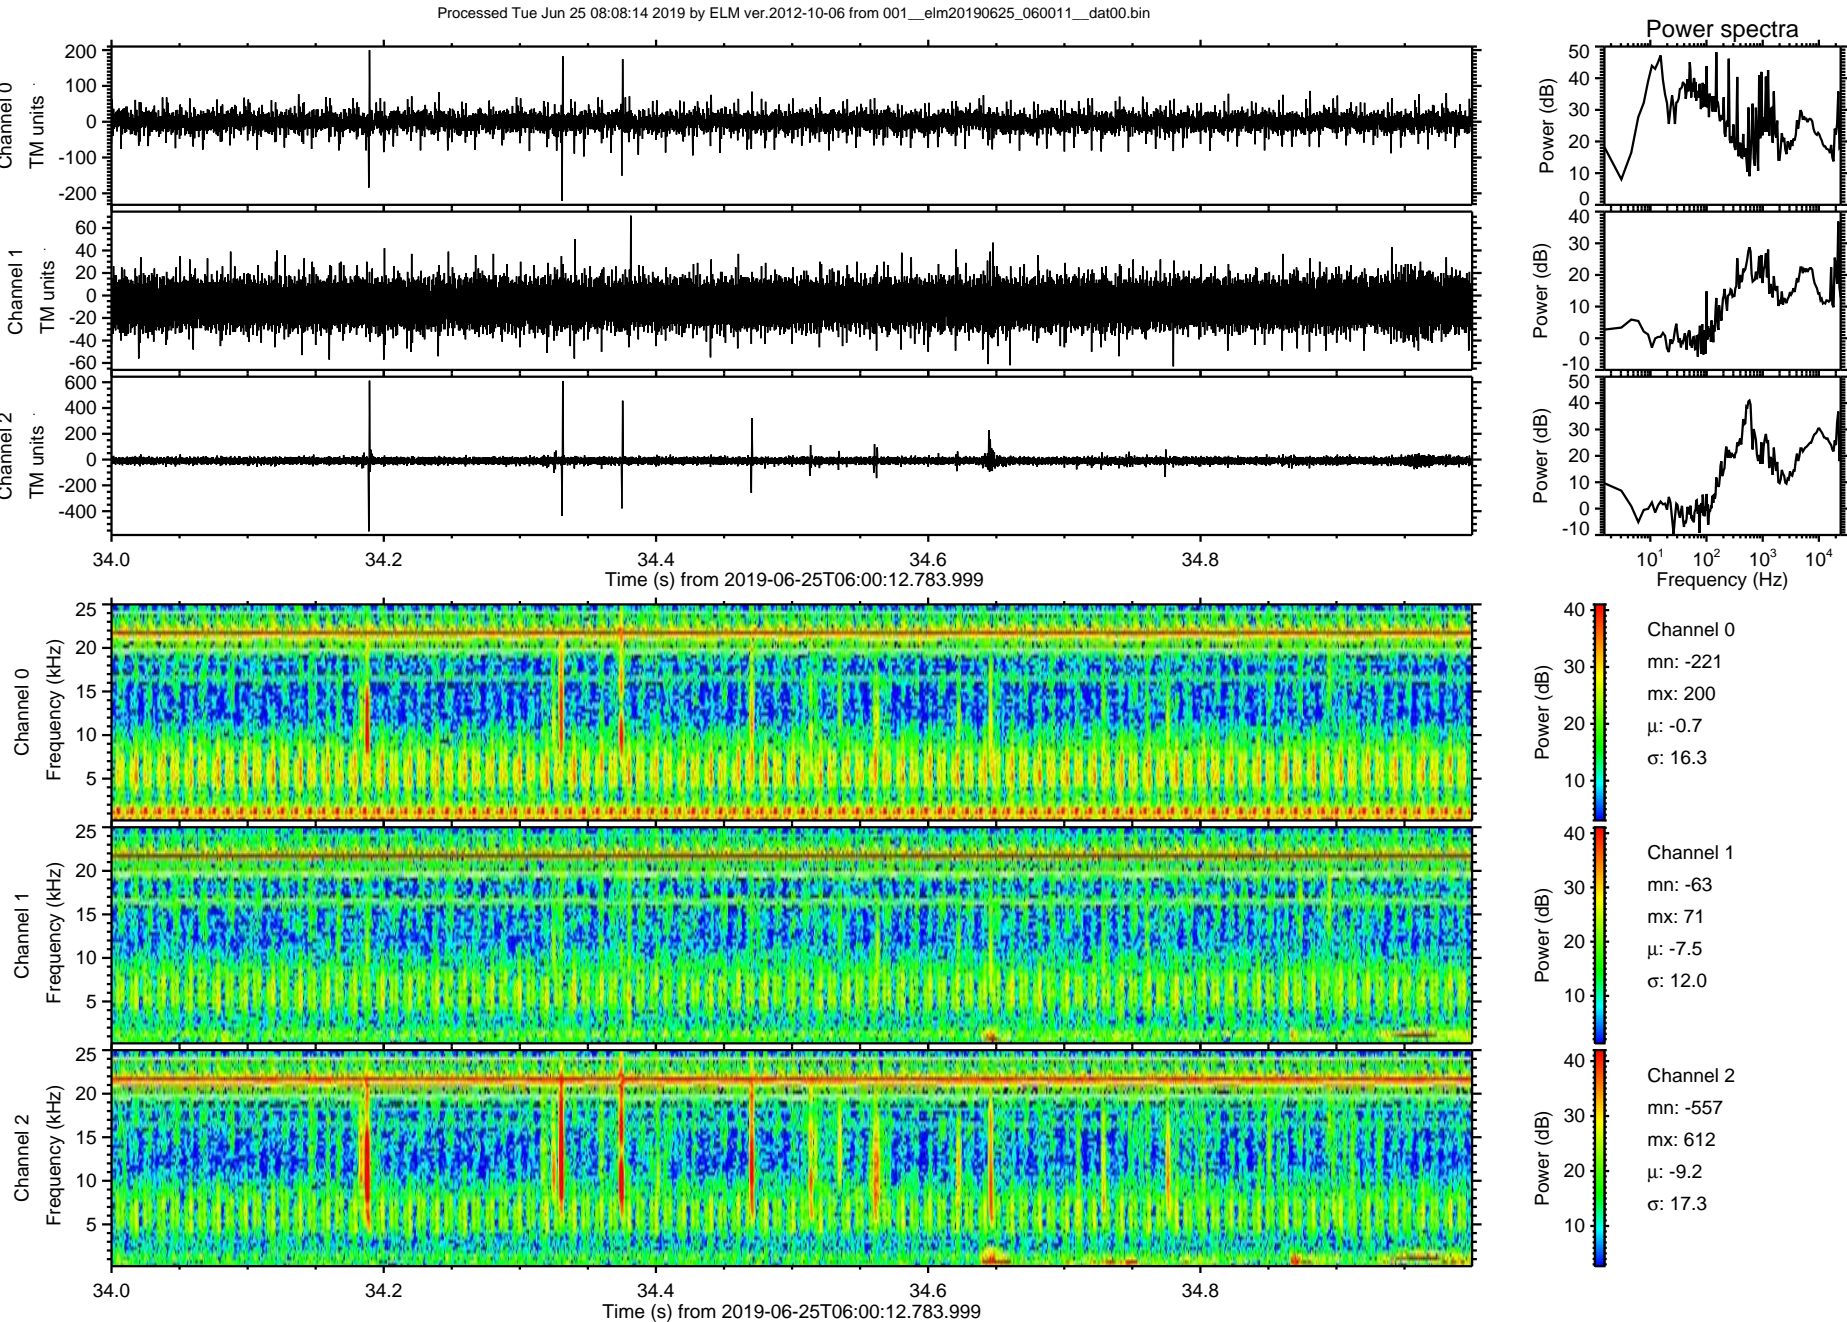 Processed Tue Jun 25 08:08:14 2019 by ELM ver.2012-10-06 from 001__elm20190625_060011__dat00.bin
Power spectra
Channel 0
TM units
200
100
0
-100
-200
Power (dB)
50
40
30
20
10
0
Channel 1
TM units
60
40
20
0
-20
-40
-60
Power (dB)
40
30
20
10
0
-10
Channel 2
TM units
600
400
200
0
-200
-400
Power (dB)
50
40
30
20
10
0
-10
34.0 34.2 34.4 34.6 34.8
Time (s) from 2019-06-25T06:00:12.783.999
10¹ 10² 10³ 10⁴
Frequency (Hz)
Channel 0
Frequency (kHz)
25
20
15
10
5
Power (dB)
40
30
20
10
Channel 0
mn: -221
mx: 200
μ: -0.7
σ: 16.3
Channel 1
Frequency (kHz)
25
20
15
10
5
Power (dB)
40
30
20
10
Channel 1
mn: -63
mx: 71
μ: -7.5
σ: 12.0
Channel 2
Frequency (kHz)
25
20
15
10
5
Power (dB)
40
30
20
10
Channel 2
mn: -557
mx: 612
μ: -9.2
σ: 17.3
34.0 34.2 34.4 34.6 34.8
Time (s) from 2019-06-25T06:00:12.783.999